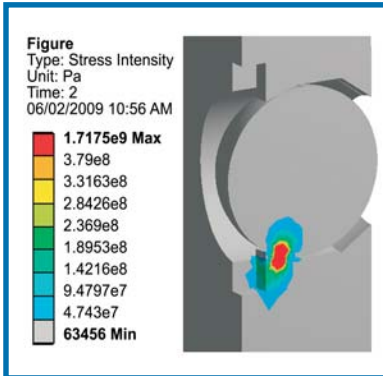 Figure
Type: Stress Intensity
Unit: Pa
Time: 2
06/02/2009 10:56 AM
1.7175e9 Max
3.79e8
3.3163e8
2.8426e8
2.369e8
1.8953e8
1.4216e8
9.4797e7
4.743e7
63456 Min